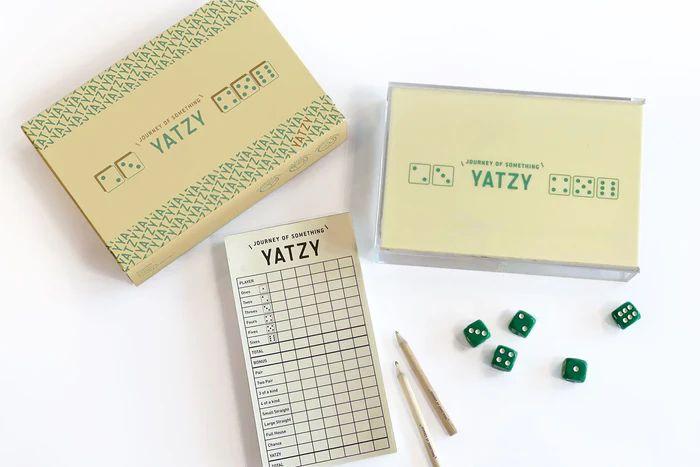 JOURNEY OF SOMETHING
YATZY
JOURNEY OF SOMETHING
YATZY
JOURNEY OF SOMETHING
YATZY
PLAYER
Ones
Twos
Threes
Fours
Fives
Sixes
TOTAL
BONUS
Pair
Two Pair
3 of a kind
4 of a kind
Small Straight
Large Straight
Full House
Chance
YATZY
TOTAL